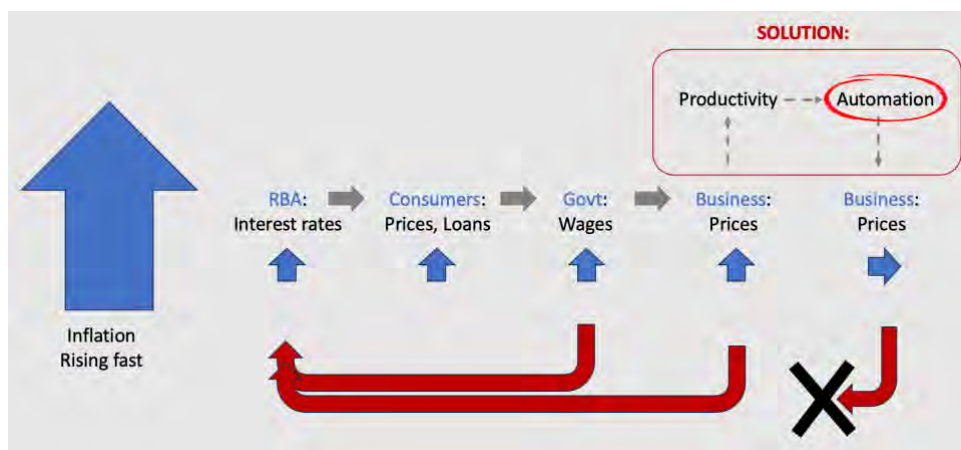 SOLUTION:
Productivity
Automation
RBA:
Interest rates
Consumers:
Prices, Loans
Govt:
Wages
Business:
Prices
Business:
Prices
Inflation
Rising fast